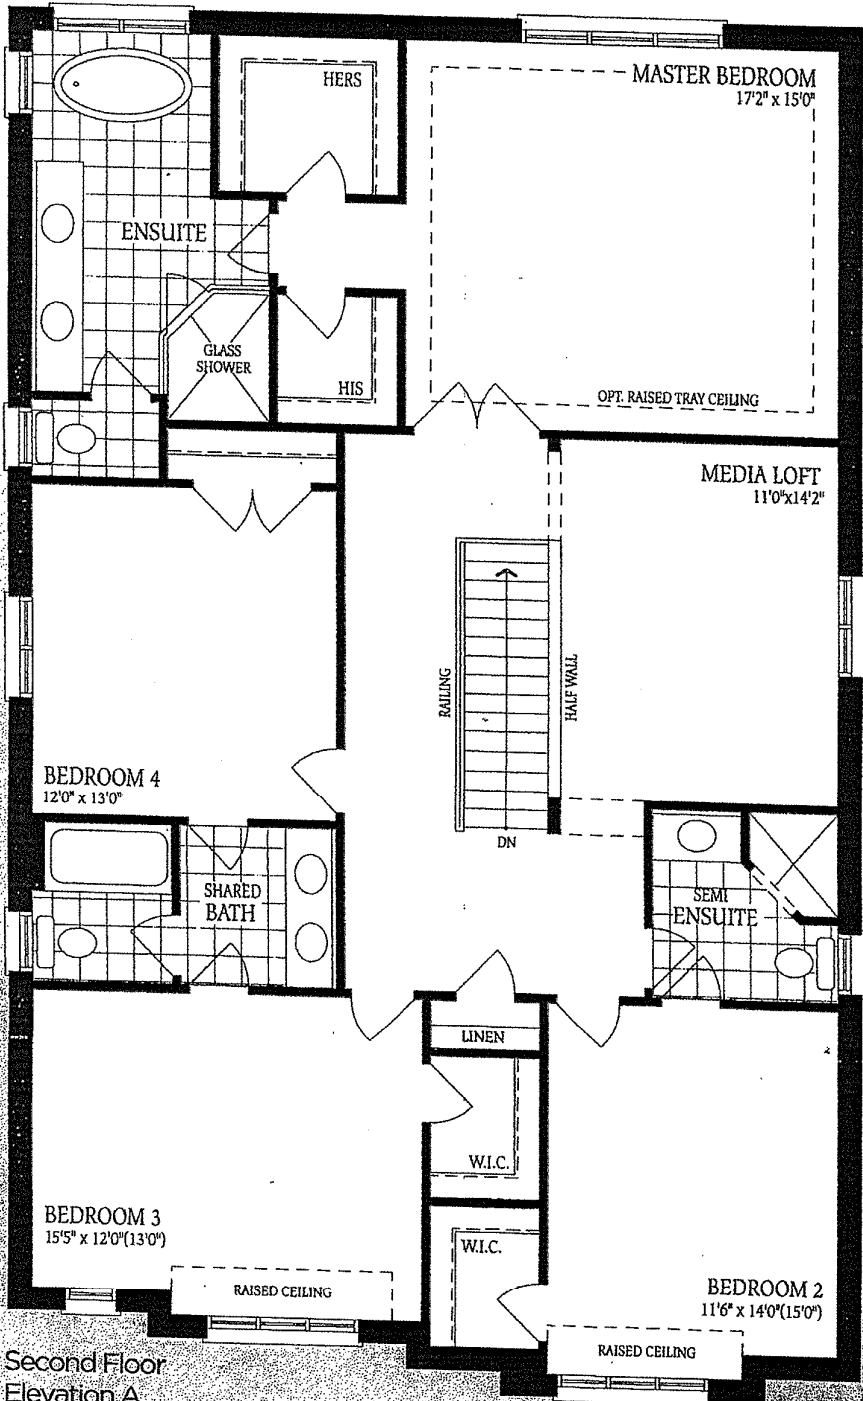 HERS
MASTER BEDROOM
17'2" x 15'0"
ENSUITE
GLASS
SHOWER
HIS
OPT. RAISED TRAY CEILING
MEDIA LOFT
11'0"x14'2"
RAILING
HALF WALL
BEDROOM 4
12'0" x 13'0"
DN
SHARED
BATH
SEMI
ENSUITE
LINEN
W.I.C.
BEDROOM 3
15'5" x 12'0"(13'0")
W.I.C.
RAISED CEILING
BEDROOM 2
11'6" x 14'0"(15'0")
RAISED CEILING
Second Floor
Elevation A